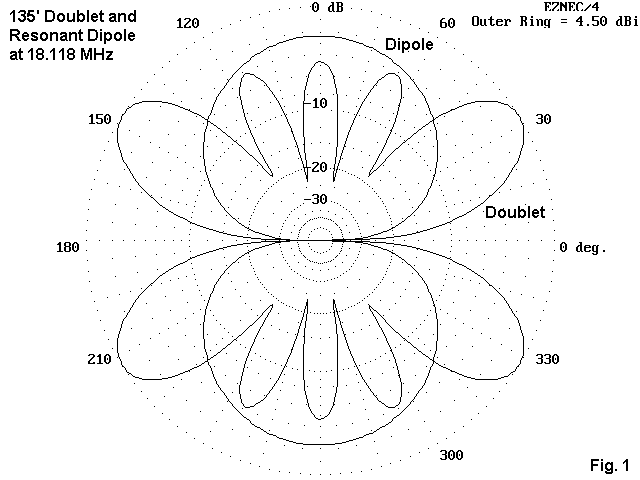 135' Doublet and
Resonant Dipole
at 18.118 MHz
0 dB
EZNEC/4
Outer Ring = 4.50 dBi
120
60
Dipole
-10
150
30
-20
-30
Doublet
180
0 deg.
210
330
300
Fig. 1